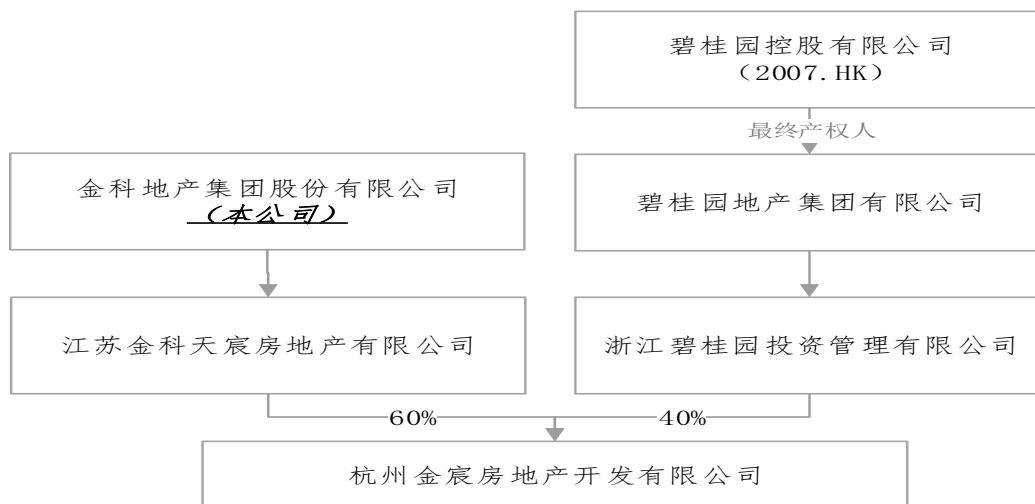 碧桂园控股有限公司
（2007.HK）
最终产权人
金科地产集团股份有限公司
（本公司）
碧桂园地产集团有限公司
江苏金科天宸房地产有限公司
浙江碧桂园投资管理有限公司
60%
40%
杭州金宸房地产开发有限公司